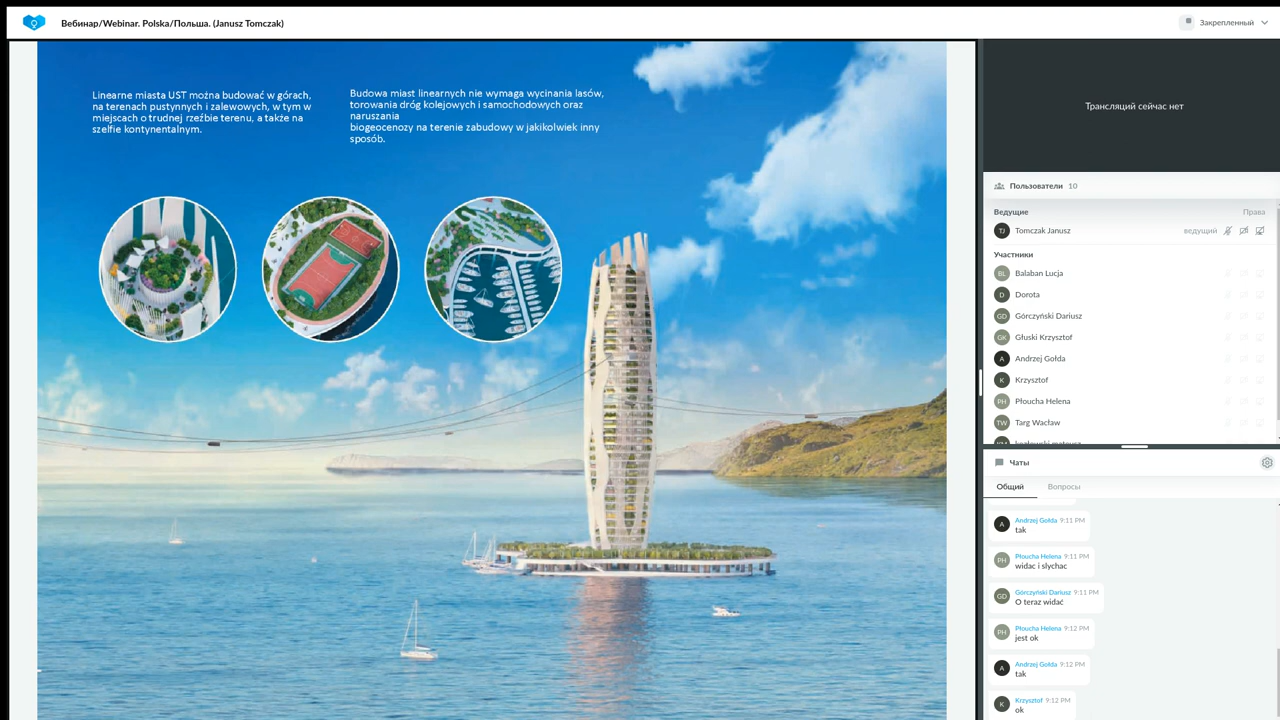 Вебинар/Webinar. Polska/Польша. (Janusz Tomczak)
Закрепленный
Linearne miasta UST można budować w górach,
na terenach pustynnych i zalewowych, w tym w
miejscach o trudnej rzeźbie terenu, a także na
szelfie kontynentalnym.
Budowa miast linearnych nie wymaga wycinania lasów,
torowania dróg kolejowych i samochodowych oraz
naruszania
biogeocenozy na terenie zabudowy w jakikolwiek inny
sposób.
Трансляций сейчас нет
Пользователи 10
Ведущие Права
TJ Tomczak Janusz ведущий
Участники
BL Balaban Lucja
D Dorota
GD Górczyński Dariusz
GK Głuski Krzysztof
A Andrzej Gołda
K Krzysztof
PH Płoucha Helena
TW Targ Wacław
Чаты
Общий Вопросы
A Andrzej Gołda 9:11 PM
tak
PH Płoucha Helena 9:11 PM
widac i slychac
GD Górczyński Dariusz 9:11 PM
O teraz widać
PH Płoucha Helena 9:12 PM
jest ok
A Andrzej Gołda 9:12 PM
tak
K Krzysztof 9:12 PM
ok